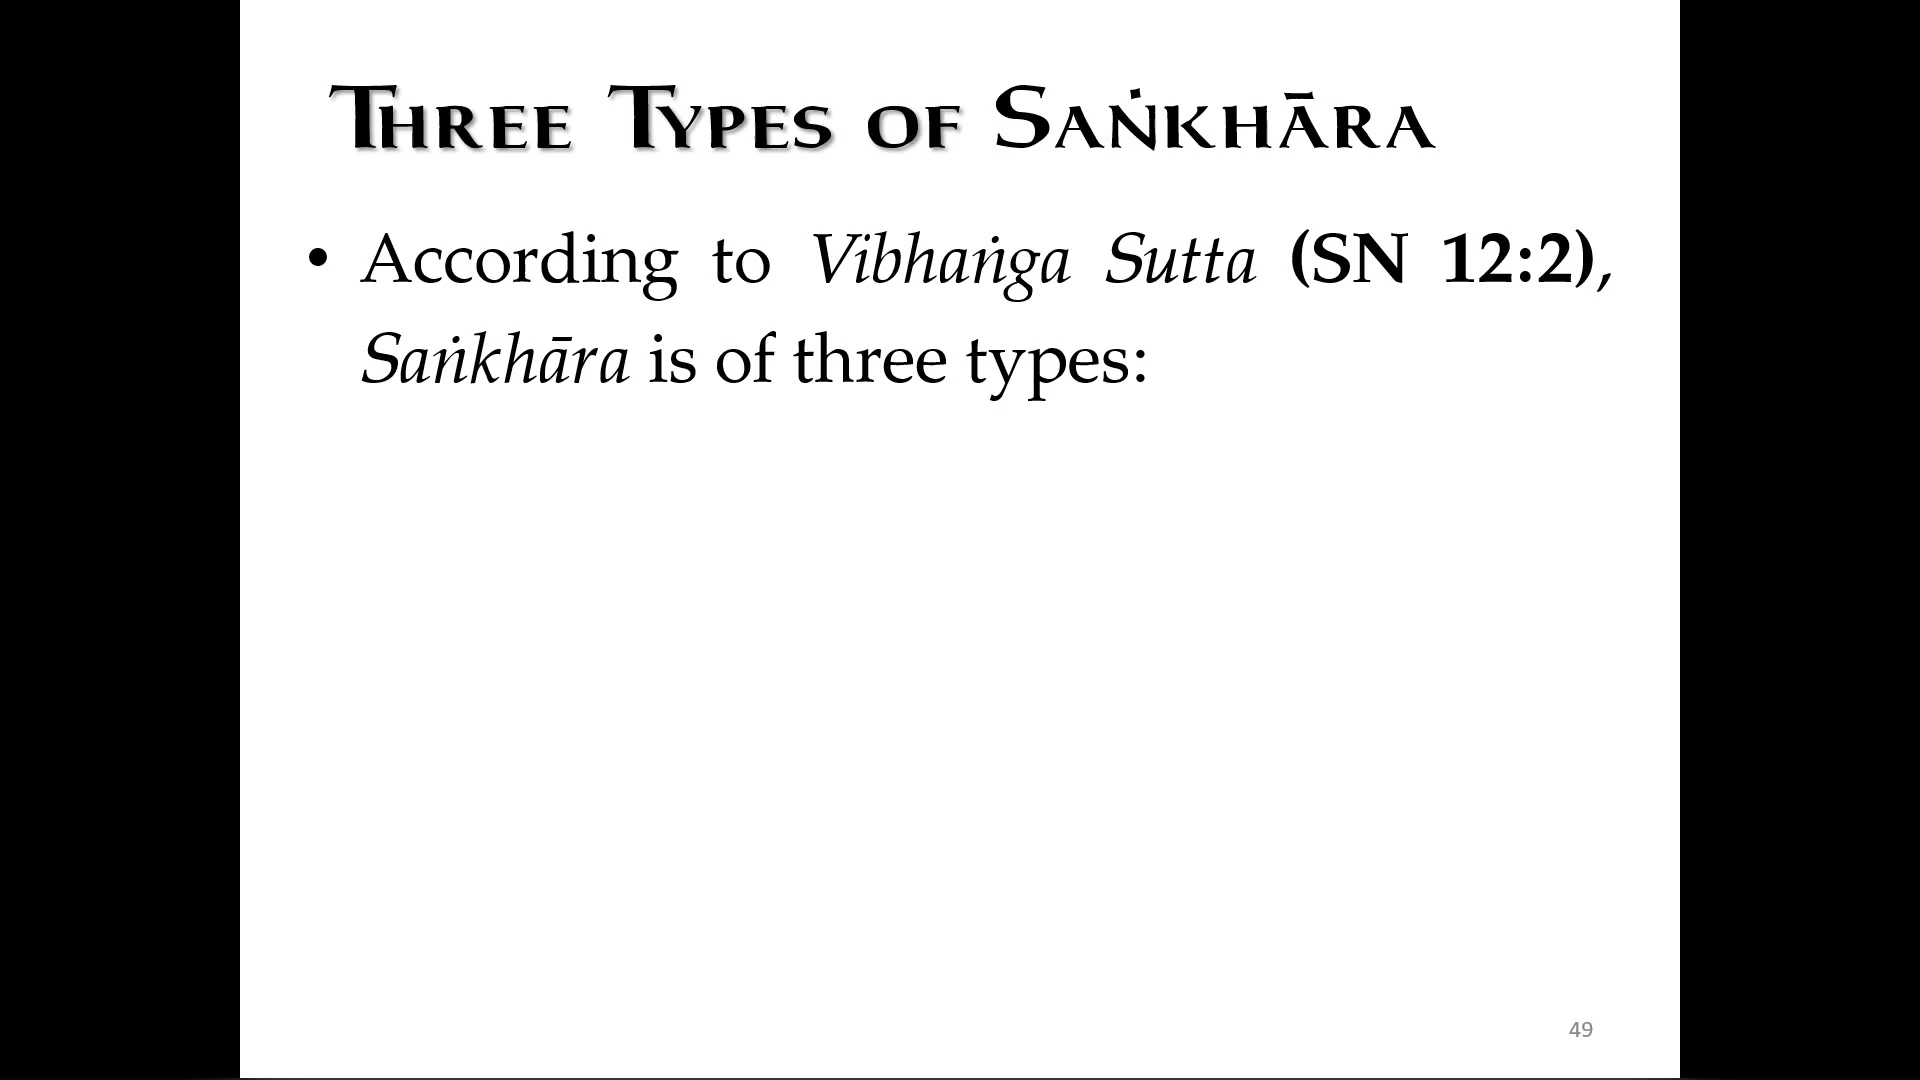 Three Types of Saṅkhāra
• According to Vibhaṅga Sutta (SN 12:2),
Saṅkhāra is of three types:
49